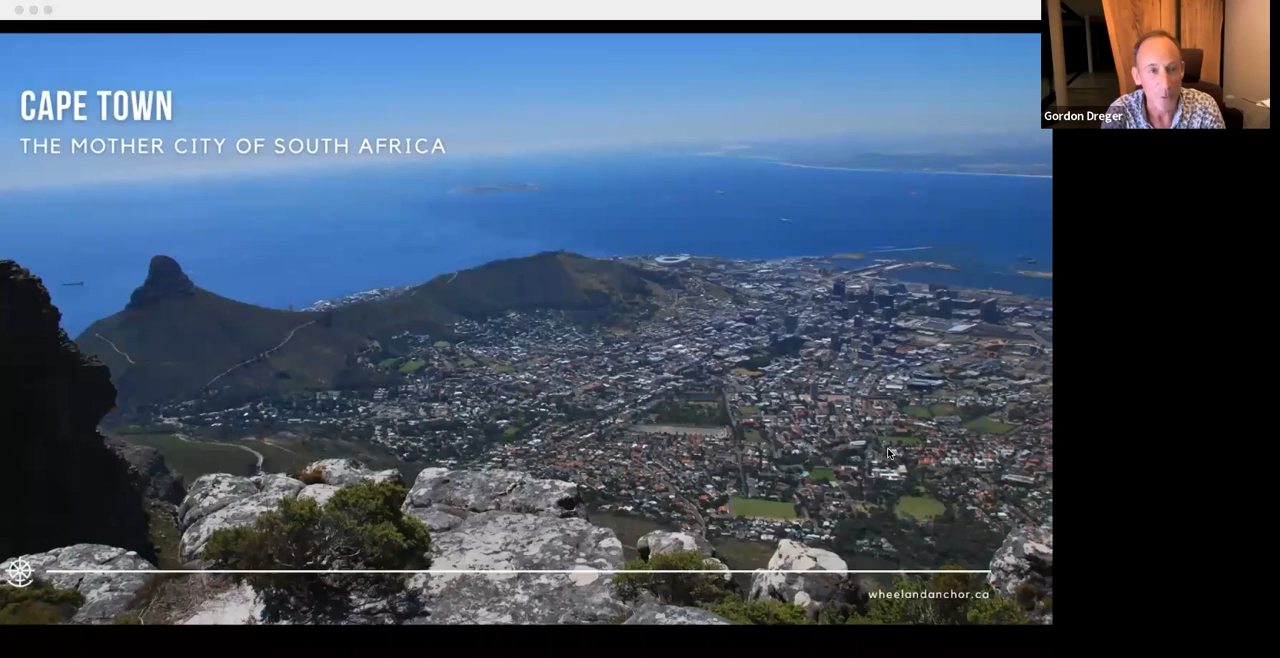 CAPE TOWN
THE MOTHER CITY OF SOUTH AFRICA
Gordon Dreger
wheelandanchor.ca